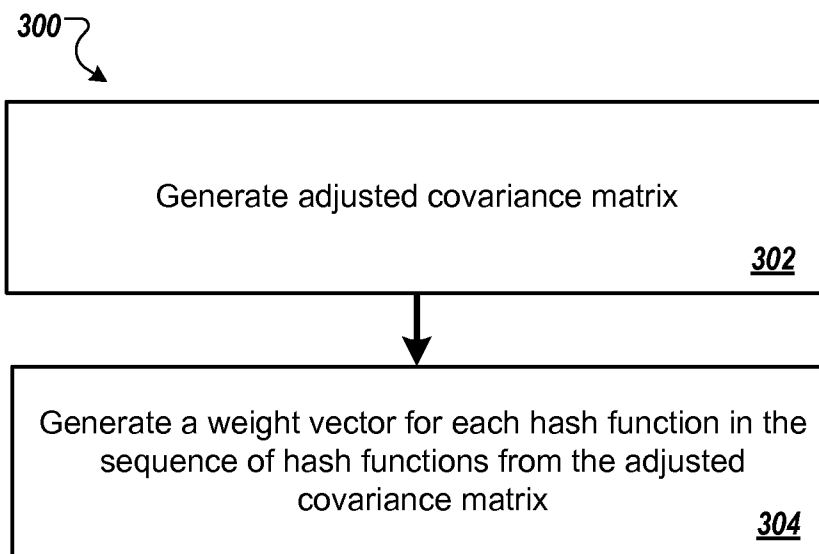 300
Generate adjusted covariance matrix
302
Generate a weight vector for each hash function in the
sequence of hash functions from the adjusted
covariance matrix
304